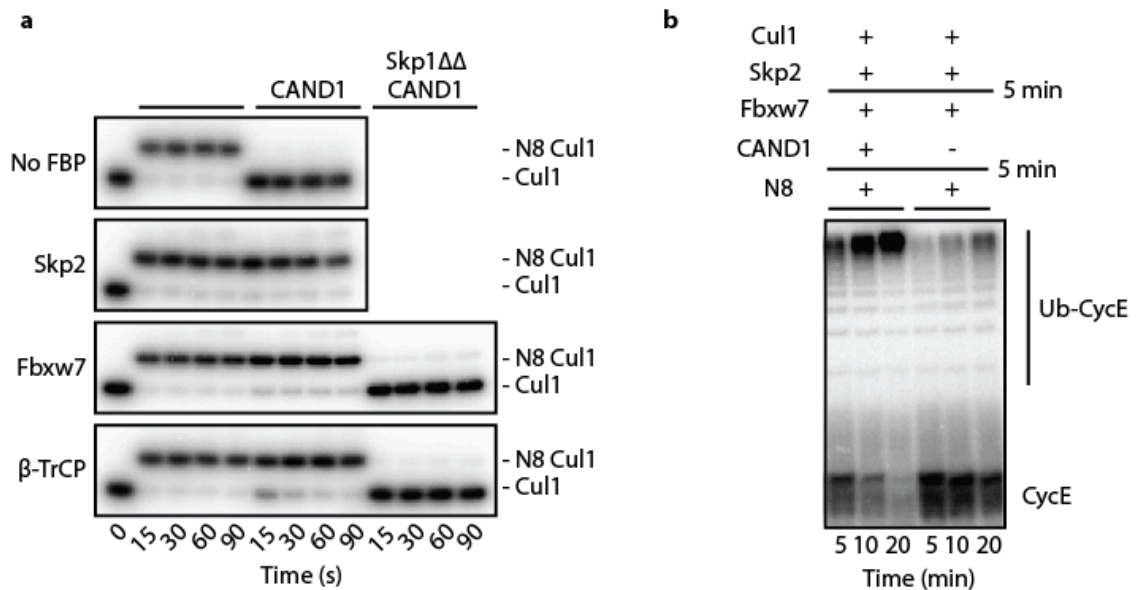 a
Skp1ΔΔ
CAND1 CAND1
No FBP
- N8 Cul1
- Cul1
Skp2
- N8 Cul1
- Cul1
Fbxw7
- N8 Cul1
- Cul1
β-TrCP
- N8 Cul1
- Cul1
0 15 30 60 90 15 30 60 90 15 30 60 90
Time (s)
b
Cul1 + +
Skp2 + +
5 min
Fbxw7 + +
CAND1 + -
5 min
N8 + +
Ub-CycE
CycE
5 10 20 5 10 20
Time (min)